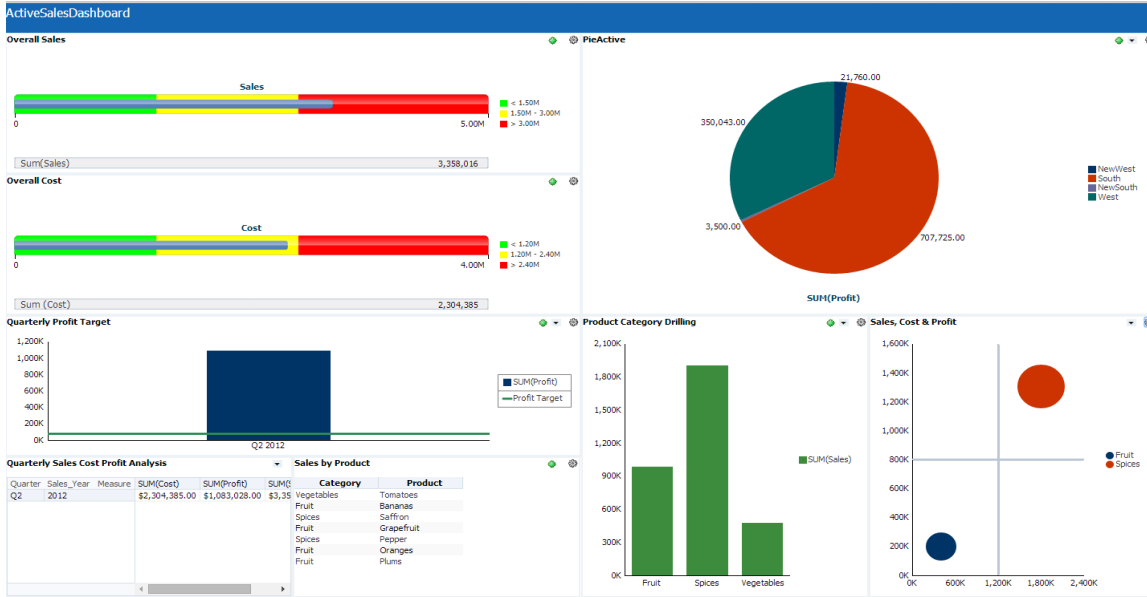 ActiveSalesDashboard
Overall Sales
Sales
0
5.00M
< 1.50M
1.50M - 3.00M
> 3.00M
Sum(Sales) 3,358,016
Overall Cost
Cost
0
4.00M
< 1.20M
1.20M - 2.40M
> 2.40M
Sum (Cost) 2,304,385
PieActive
21,760.00
350,043.00
3,500.00
707,725.00
NewWest
South
NewSouth
West
SUM(Profit)
Quarterly Profit Target
1,200K
1,000K
800K
600K
400K
200K
0K
Q2 2012
SUM(Profit)
Profit Target
Product Category Drilling
2,100K
1,800K
1,500K
1,200K
900K
600K
300K
0K
Fruit Spices Vegetables
SUM(Sales)
Sales, Cost & Profit
1,600K
1,400K
1,200K
1,000K
800K
600K
400K
200K
0K
0K 600K 1,200K 1,800K 2,400K
Fruit
Spices
Quarterly Sales Cost Profit Analysis
Quarter Sales_Year Measure SUM(Cost) SUM(Profit) SUM(S
Q2 2012 $2,304,385.00 $1,083,028.00 $3,35
Sales by Product
Category Product
Vegetables Tomatoes
Fruit Bananas
Spices Saffron
Fruit Grapefruit
Spices Pepper
Fruit Oranges
Fruit Plums